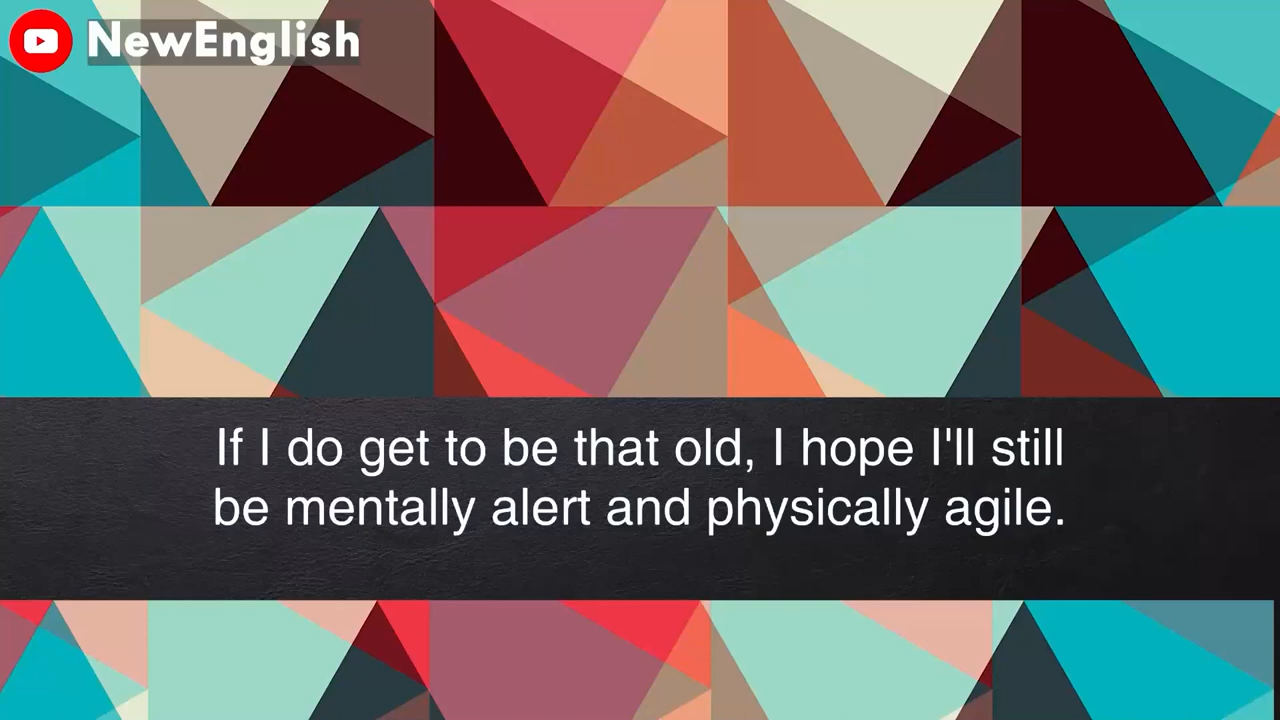 NewEnglish
If I do get to be that old, I hope I'll still
be mentally alert and physically agile.